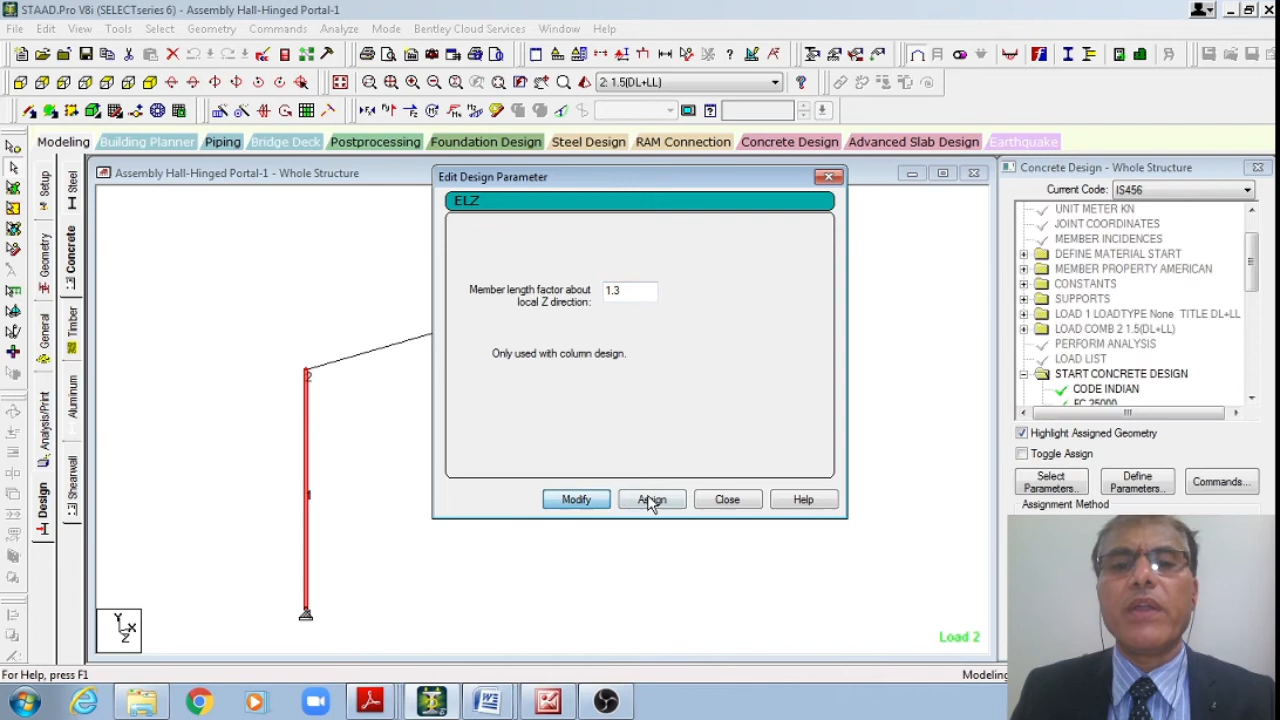 STAAD.Pro V8i (SELECTseries 6) - Assembly Hall-Hinged Portal-1
File Edit View Tools Select Geometry Commands Analyze Mode Bentley Cloud Services Window Help
2: 1.5(DL+LL)
Modeling Building Planner Piping Bridge Deck Postprocessing Foundation Design Steel Design RAM Connection Concrete Design Advanced Slab Design Earthquake
Assembly Hall-Hinged Portal-1 - Whole Structure
Setup
Geometry
General
Analysis/Print
Design
Steel
Concrete
Timber
Aluminum
Shearwall
2
1
Y
X
Z
Load 2
Edit Design Parameter
ELZ
Member length factor about
local Z direction:
1.3
Only used with column design.
Modify Assign Close Help
Concrete Design - Whole Structure
Current Code: IS456
UNIT METER KN
JOINT COORDINATES
MEMBER INCIDENCES
DEFINE MATERIAL START
MEMBER PROPERTY AMERICAN
CONSTANTS
SUPPORTS
LOAD 1 LOADTYPE None TITLE DL+LL
LOAD COMB 2 1.5(DL+LL)
PERFORM ANALYSIS
LOAD LIST
START CONCRETE DESIGN
CODE INDIAN
FC 25000
Highlight Assigned Geometry
Toggle Assign
Select
Parameters..
Define
Parameters..
Commands...
Assignment Method
For Help, press F1
Modeling